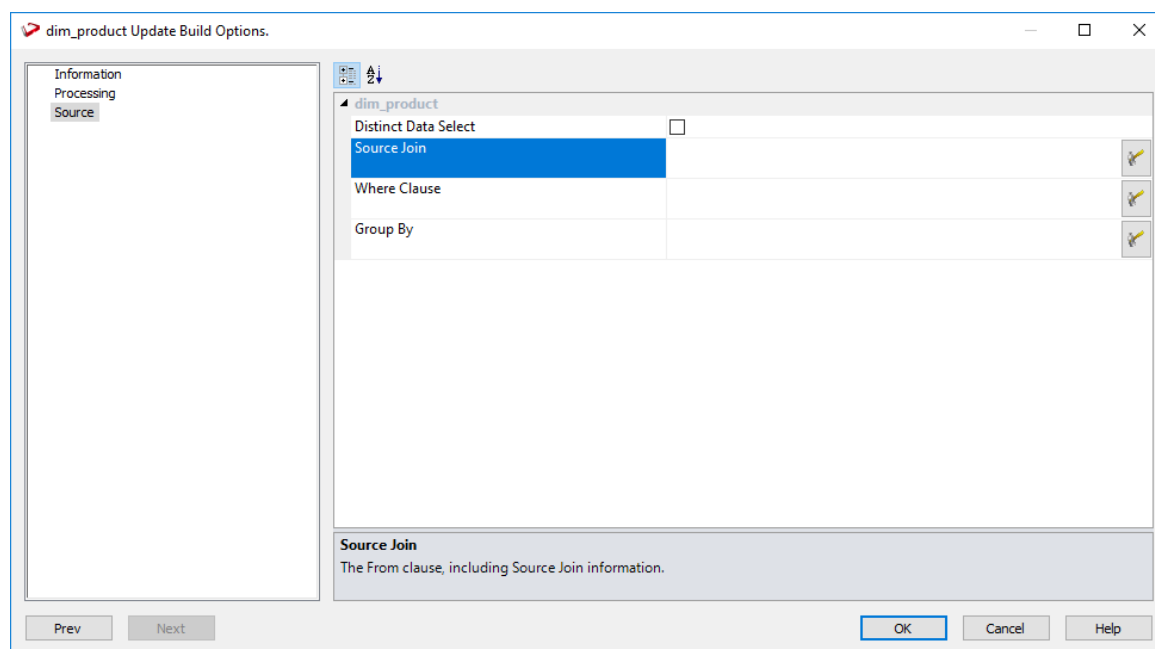 dim_product Update Build Options.
Information
Processing
Source
dim_product
Distinct Data Select
Source Join
Where Clause
Group By
Source Join
The From clause, including Source Join information.
Prev
Next
OK
Cancel
Help